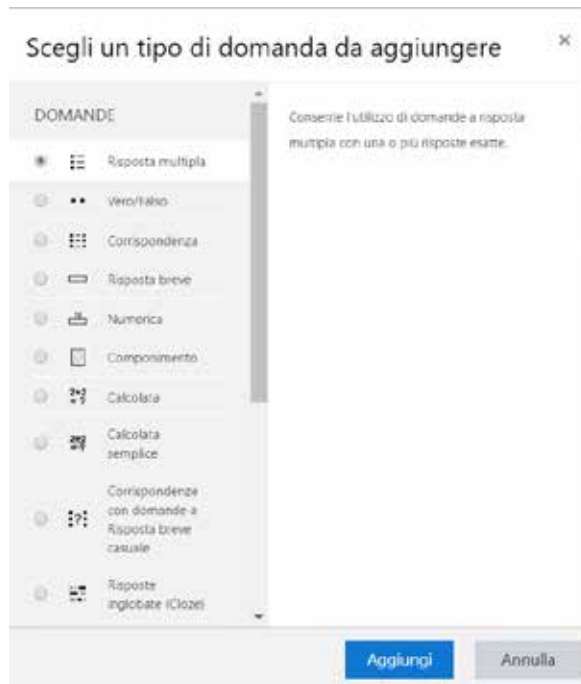 Scegli un tipo di domanda da aggiungere
×
DOMANDE
Risposta multipla
Vero/Falso
Corrispondenza
Risposta breve
Numerica
Componimento
Calcolata
Calcolata
semplice
Corrispondenze
con domande a
Risposta breve
casuale
Risposte
inglobate (Cloze)
Consente l'utilizzo di domande a risposta
multipla con una o più risposte esatte.
Aggiungi
Annulla